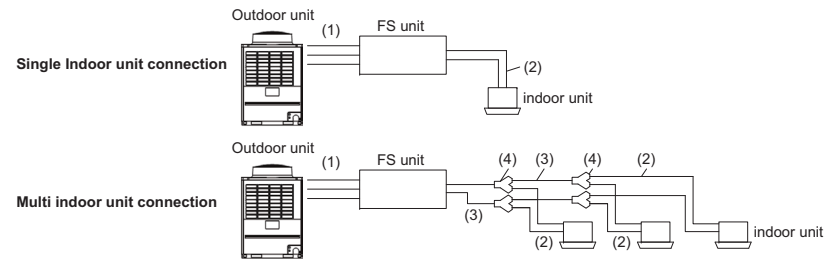 Outdoor unit
(1)
FS unit
Single Indoor unit connection
(2)
indoor unit
Outdoor unit
(1)
FS unit
(4)
(3)
(4)
(2)
Multi indoor unit connection
(3)
(2)
(2)
indoor unit